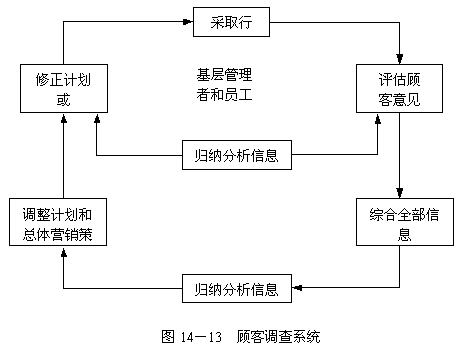 采取行
修正计划
或
基层管理
者和员工
评估顾
客意见
归纳分析信息
调整计划和
总体营销策
综合全部信
息
归纳分析信息
图 14－13 顾客调查系统